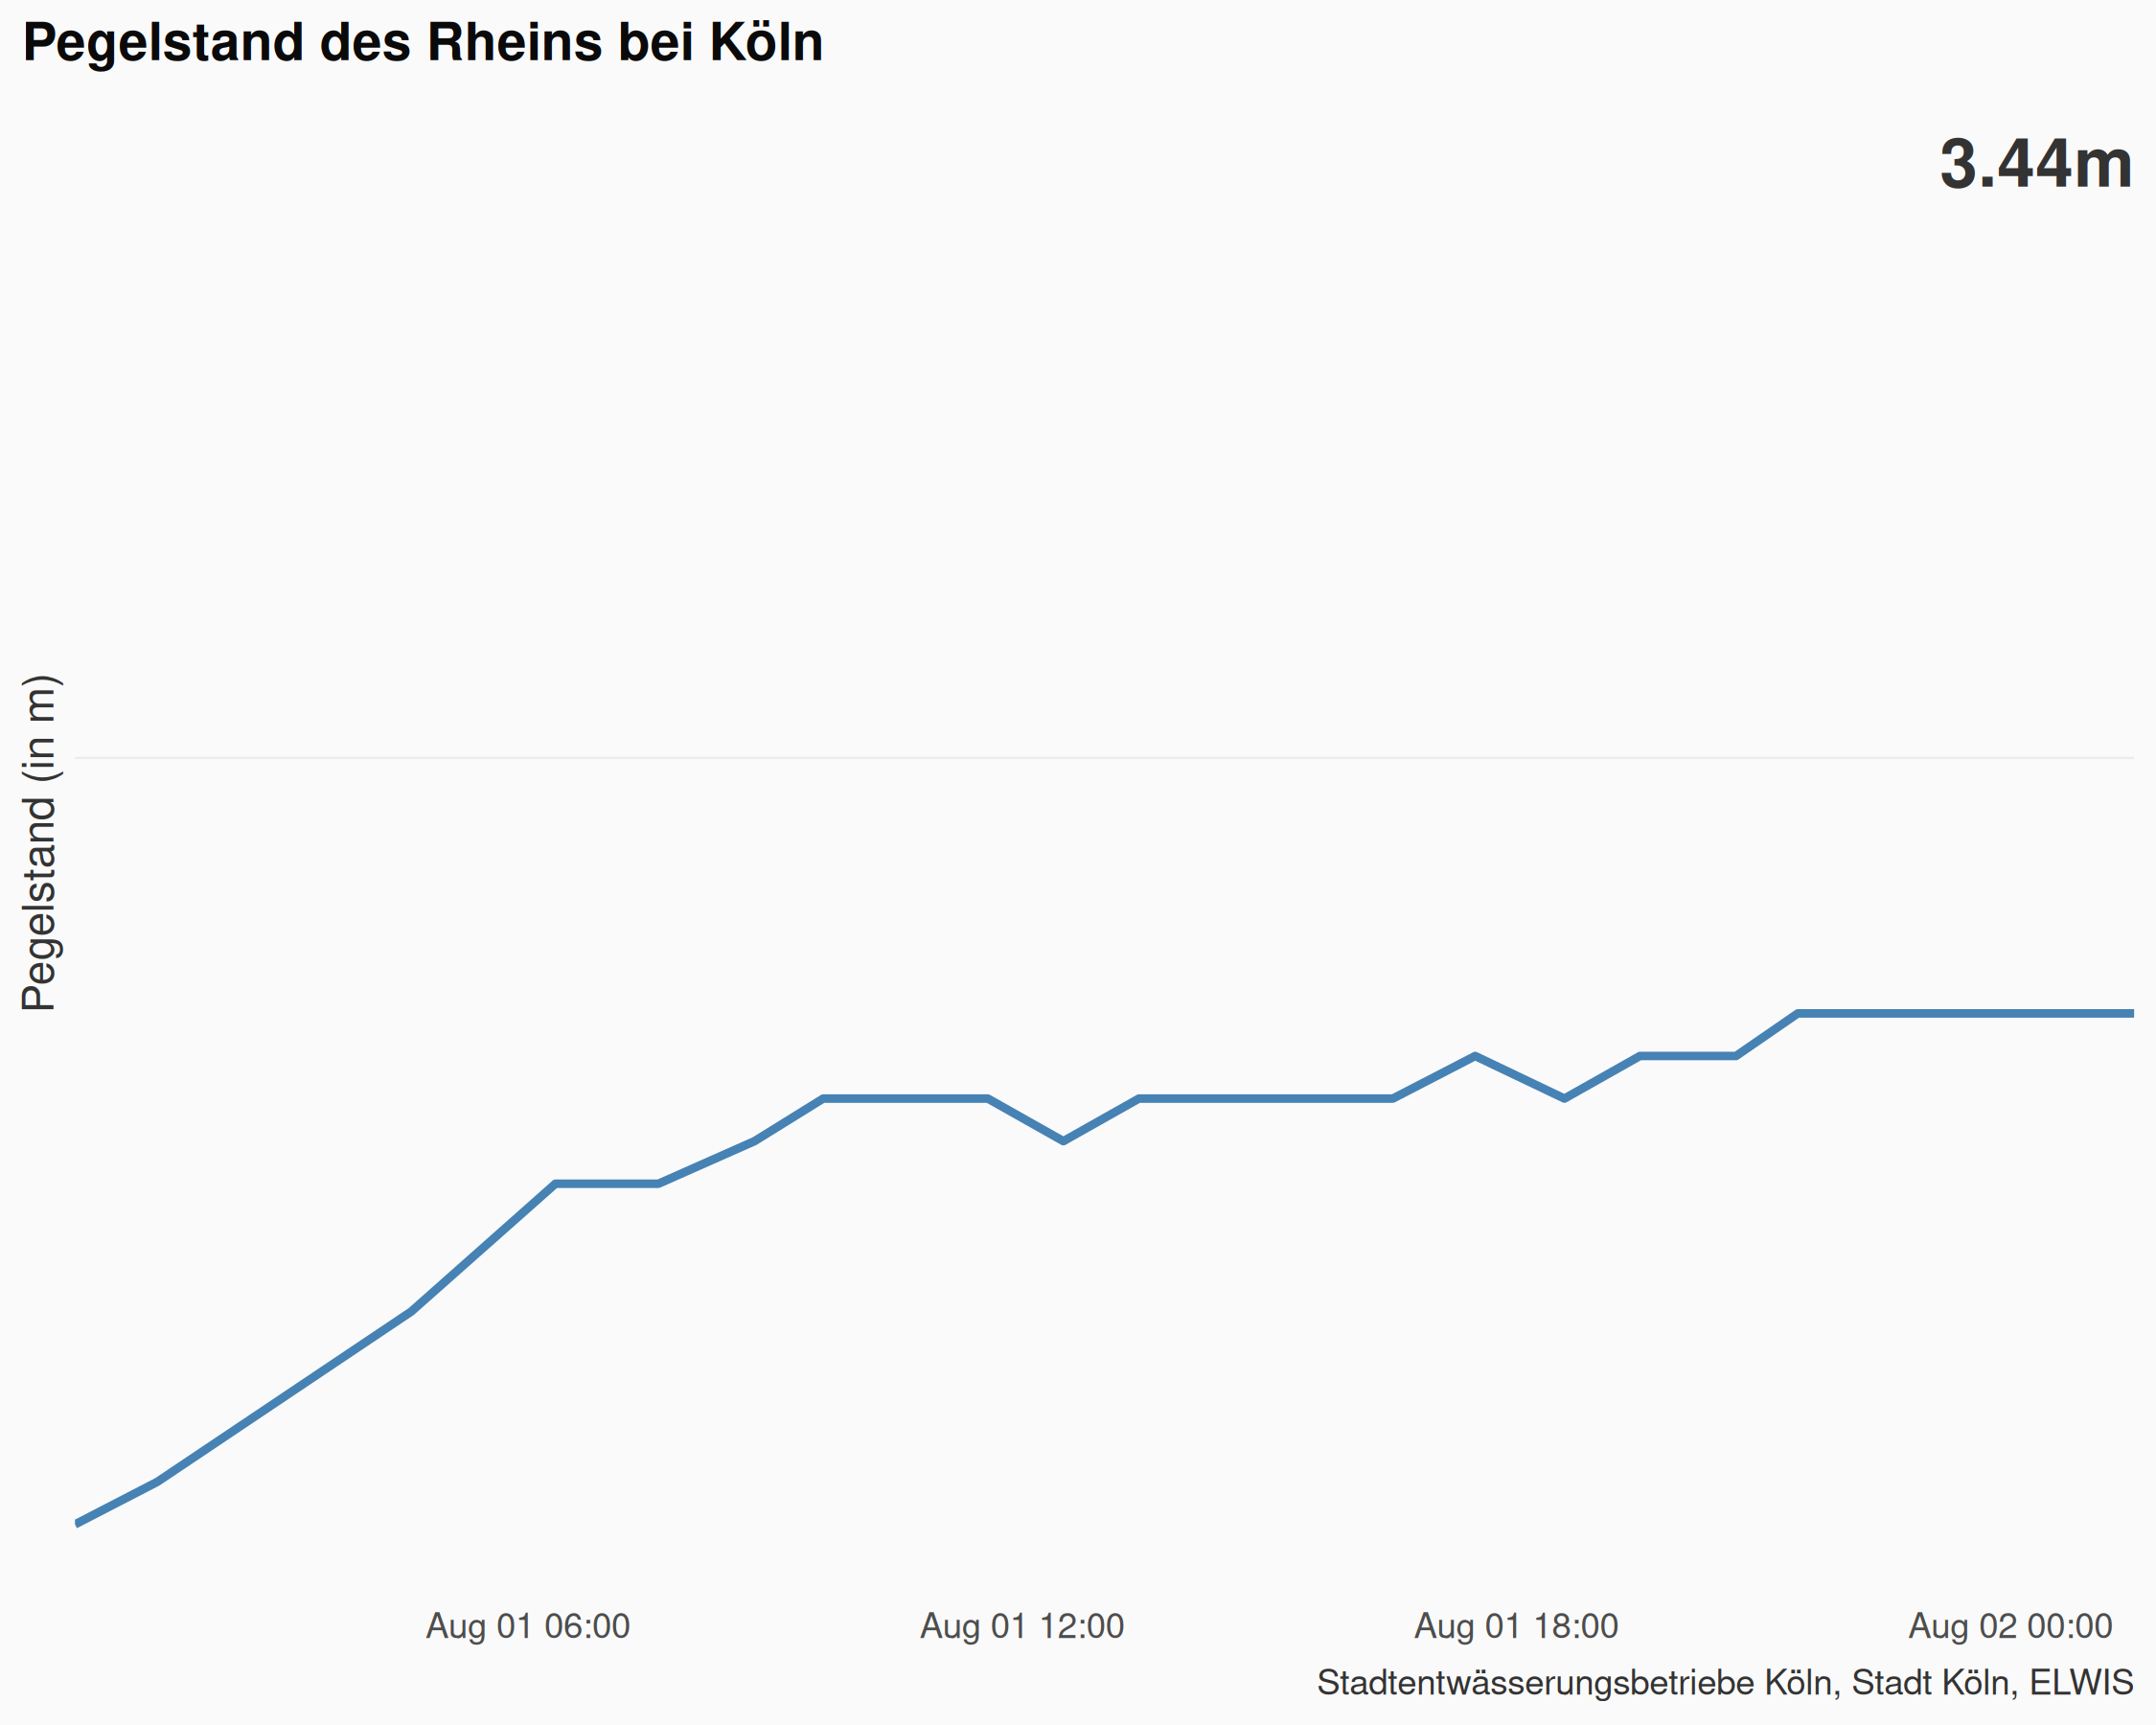 Pegelstand des Rheins bei Köln
3.44m
Pegelstand (in m)
Aug 01 06:00 Aug 01 12:00 Aug 01 18:00 Aug 02 00:00
Stadtentwässerungsbetriebe Köln, Stadt Köln, ELWIS